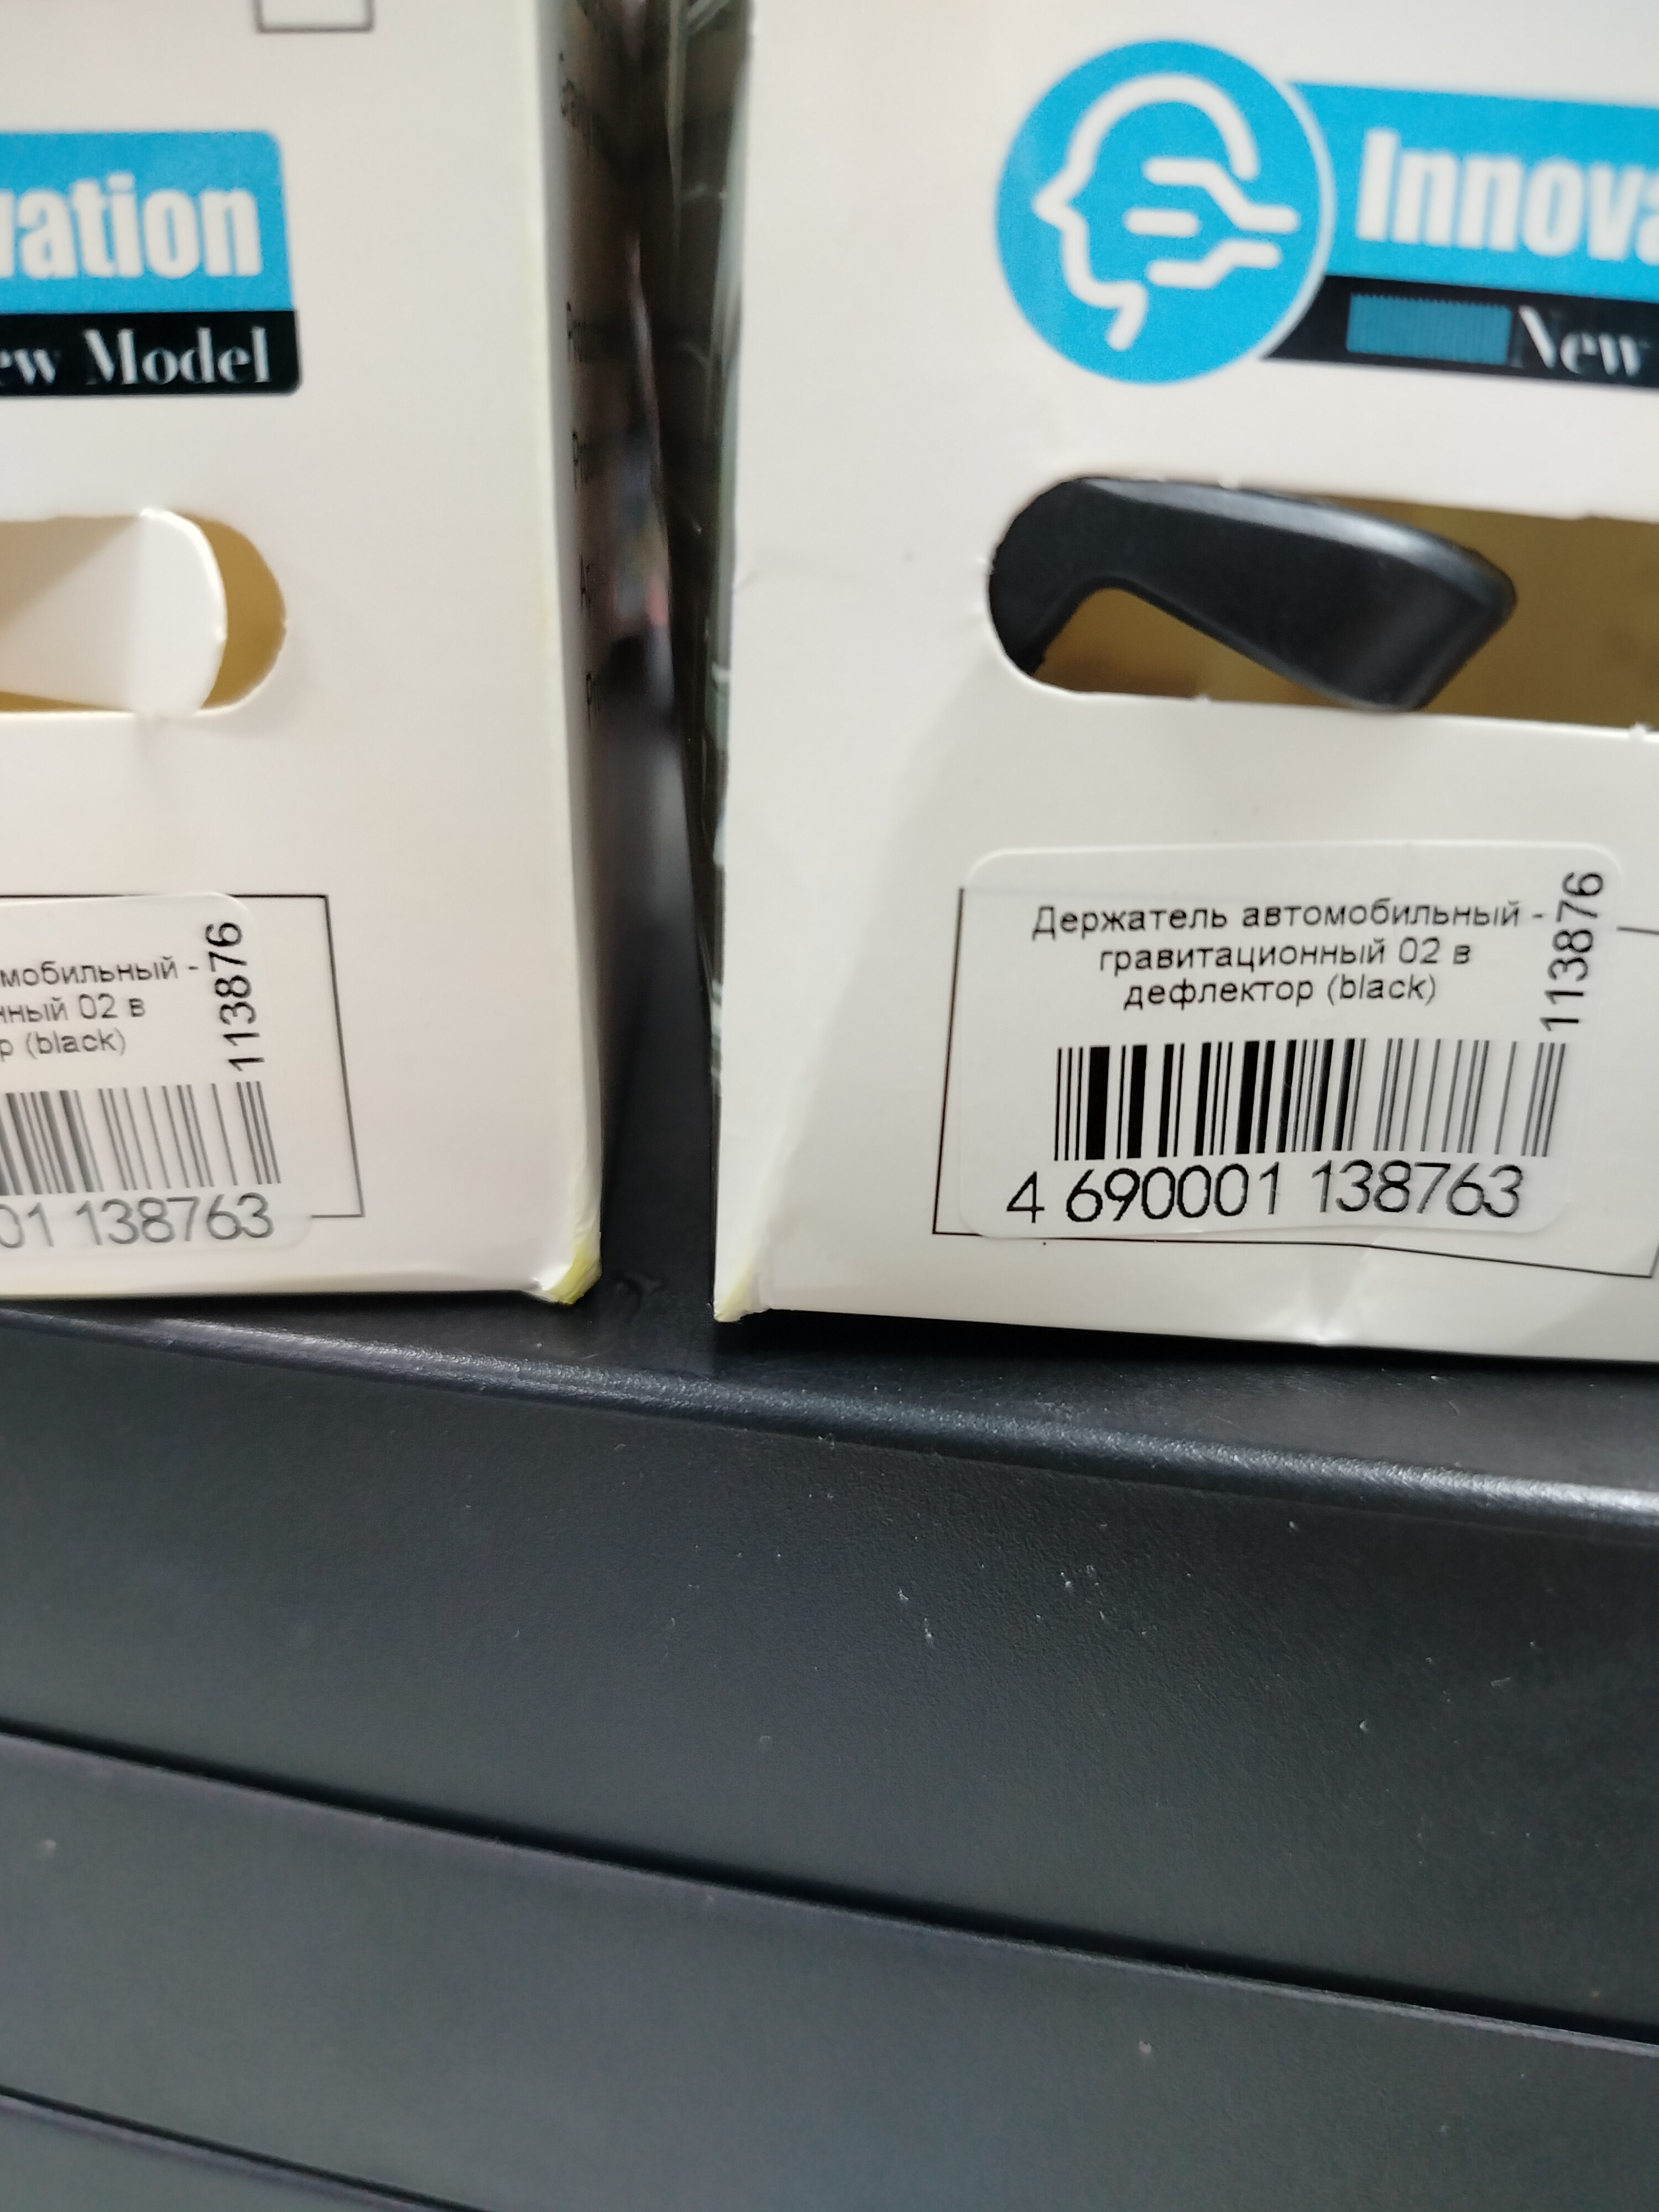 vation
ew Model
мобильный -
нный 02 в
р (black)
113876
01 138763
Innova
New
Держатель автомобильный -
гравитационный 02 в
дефлектор (black)
113876
4 690001 138763